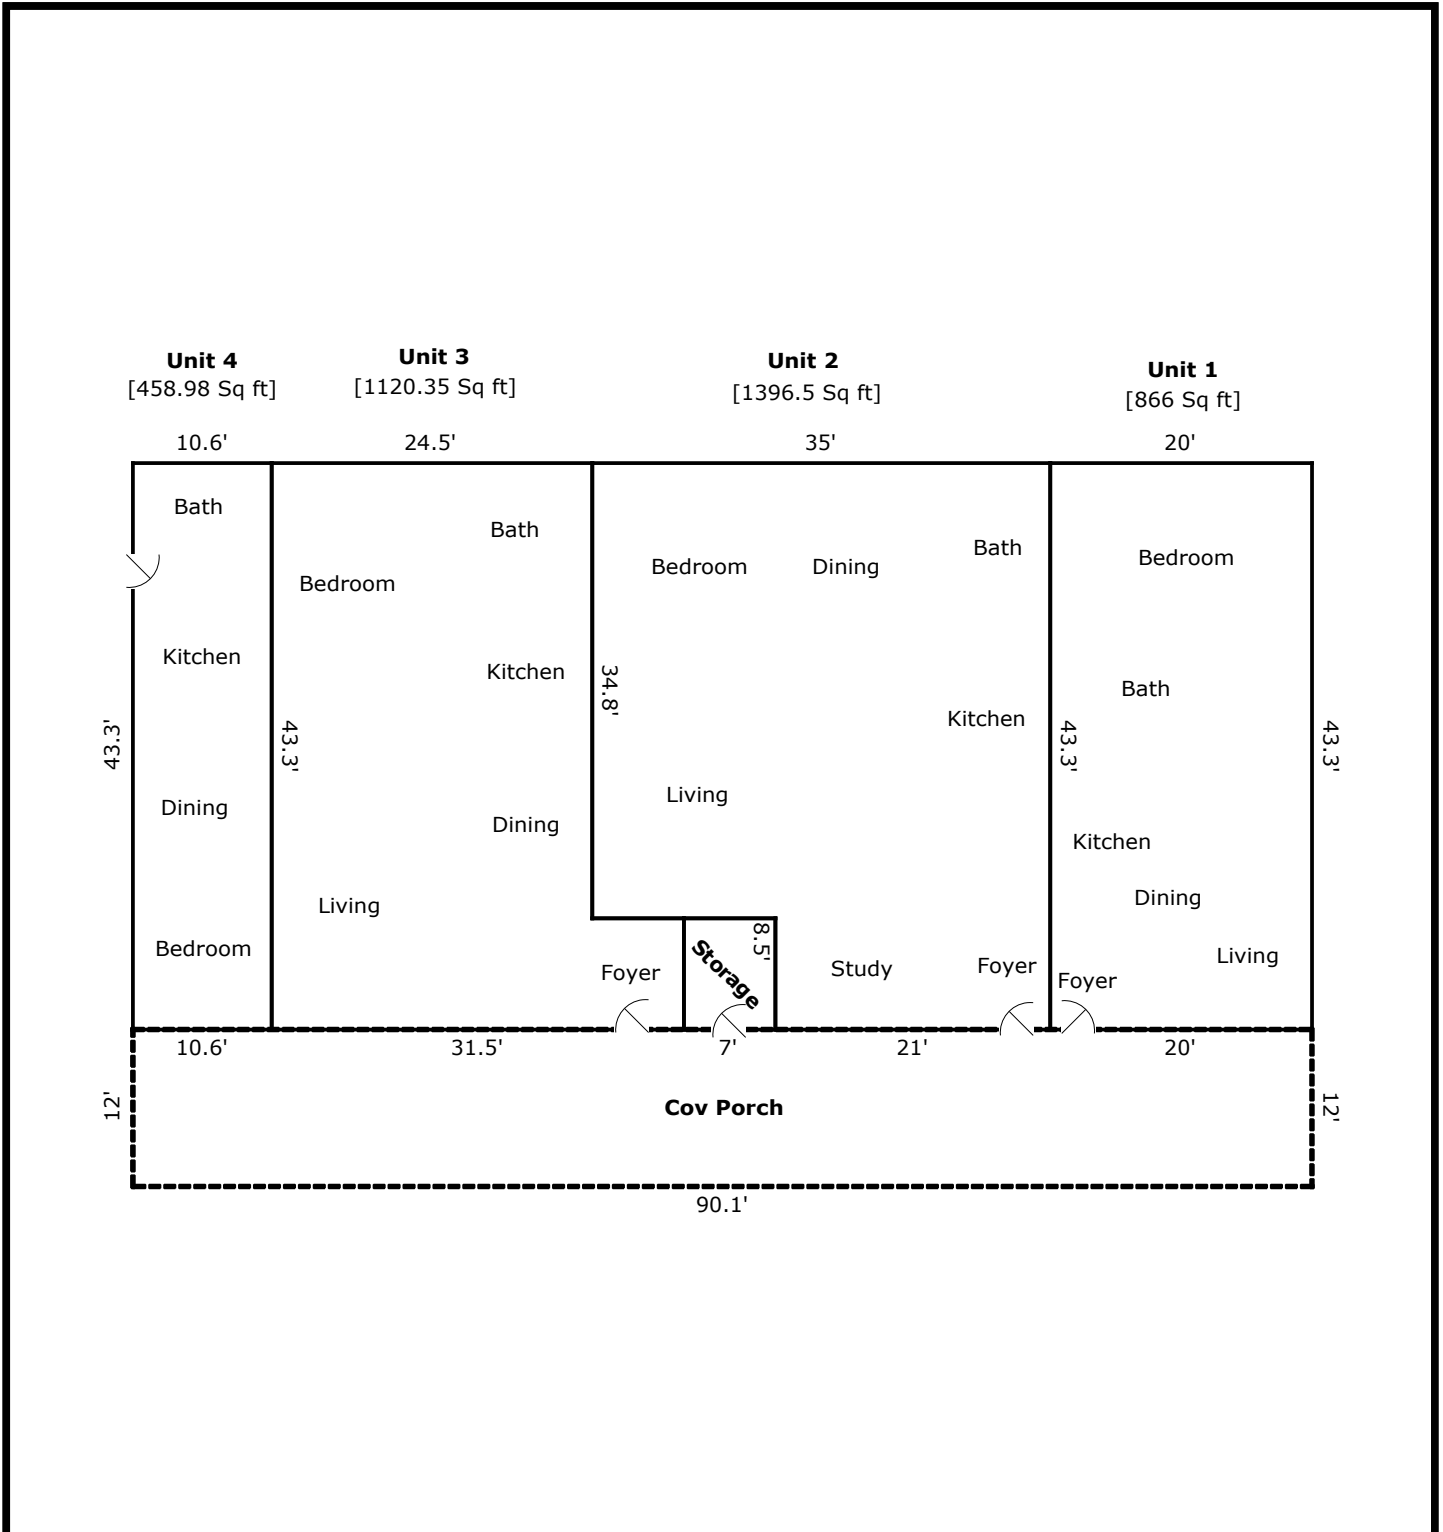 Unit 4
[458.98 Sq ft]
Unit 3
[1120.35 Sq ft]
Unit 2
[1396.5 Sq ft]
Unit 1
[866 Sq ft]
10.6'
24.5'
35'
20'
Bath
Bath
Bedroom
Bedroom
Dining
Bath
Bedroom
Kitchen
Kitchen
34.8'
Kitchen
Bath
43.3'
43.3'
43.3'
43.3'
Dining
Dining
Living
Kitchen
Dining
Living
Bedroom
Foyer
Storage
8.5'
Study
Foyer
Foyer
Living
10.6'
31.5'
7'
21'
20'
12'
Cov Porch
12'
90.1'